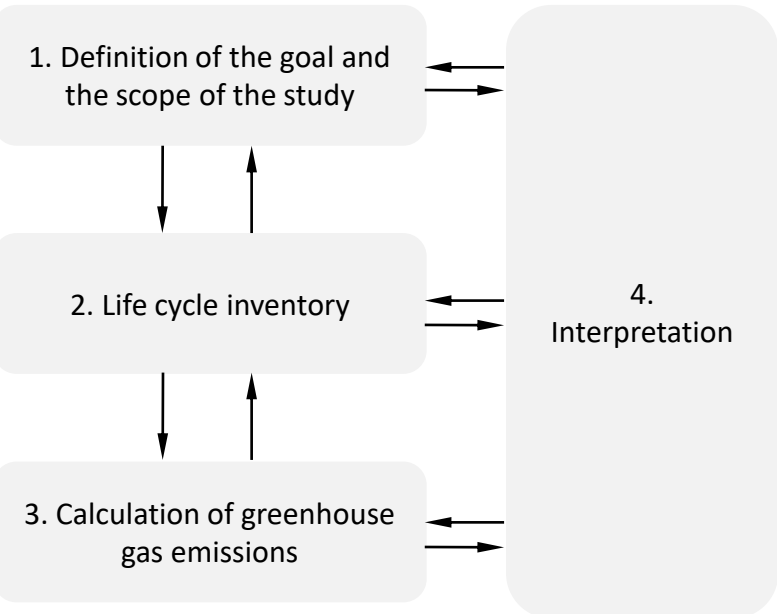 1. Definition of the goal and
the scope of the study
2. Life cycle inventory
3. Calculation of greenhouse
gas emissions
4.
Interpretation